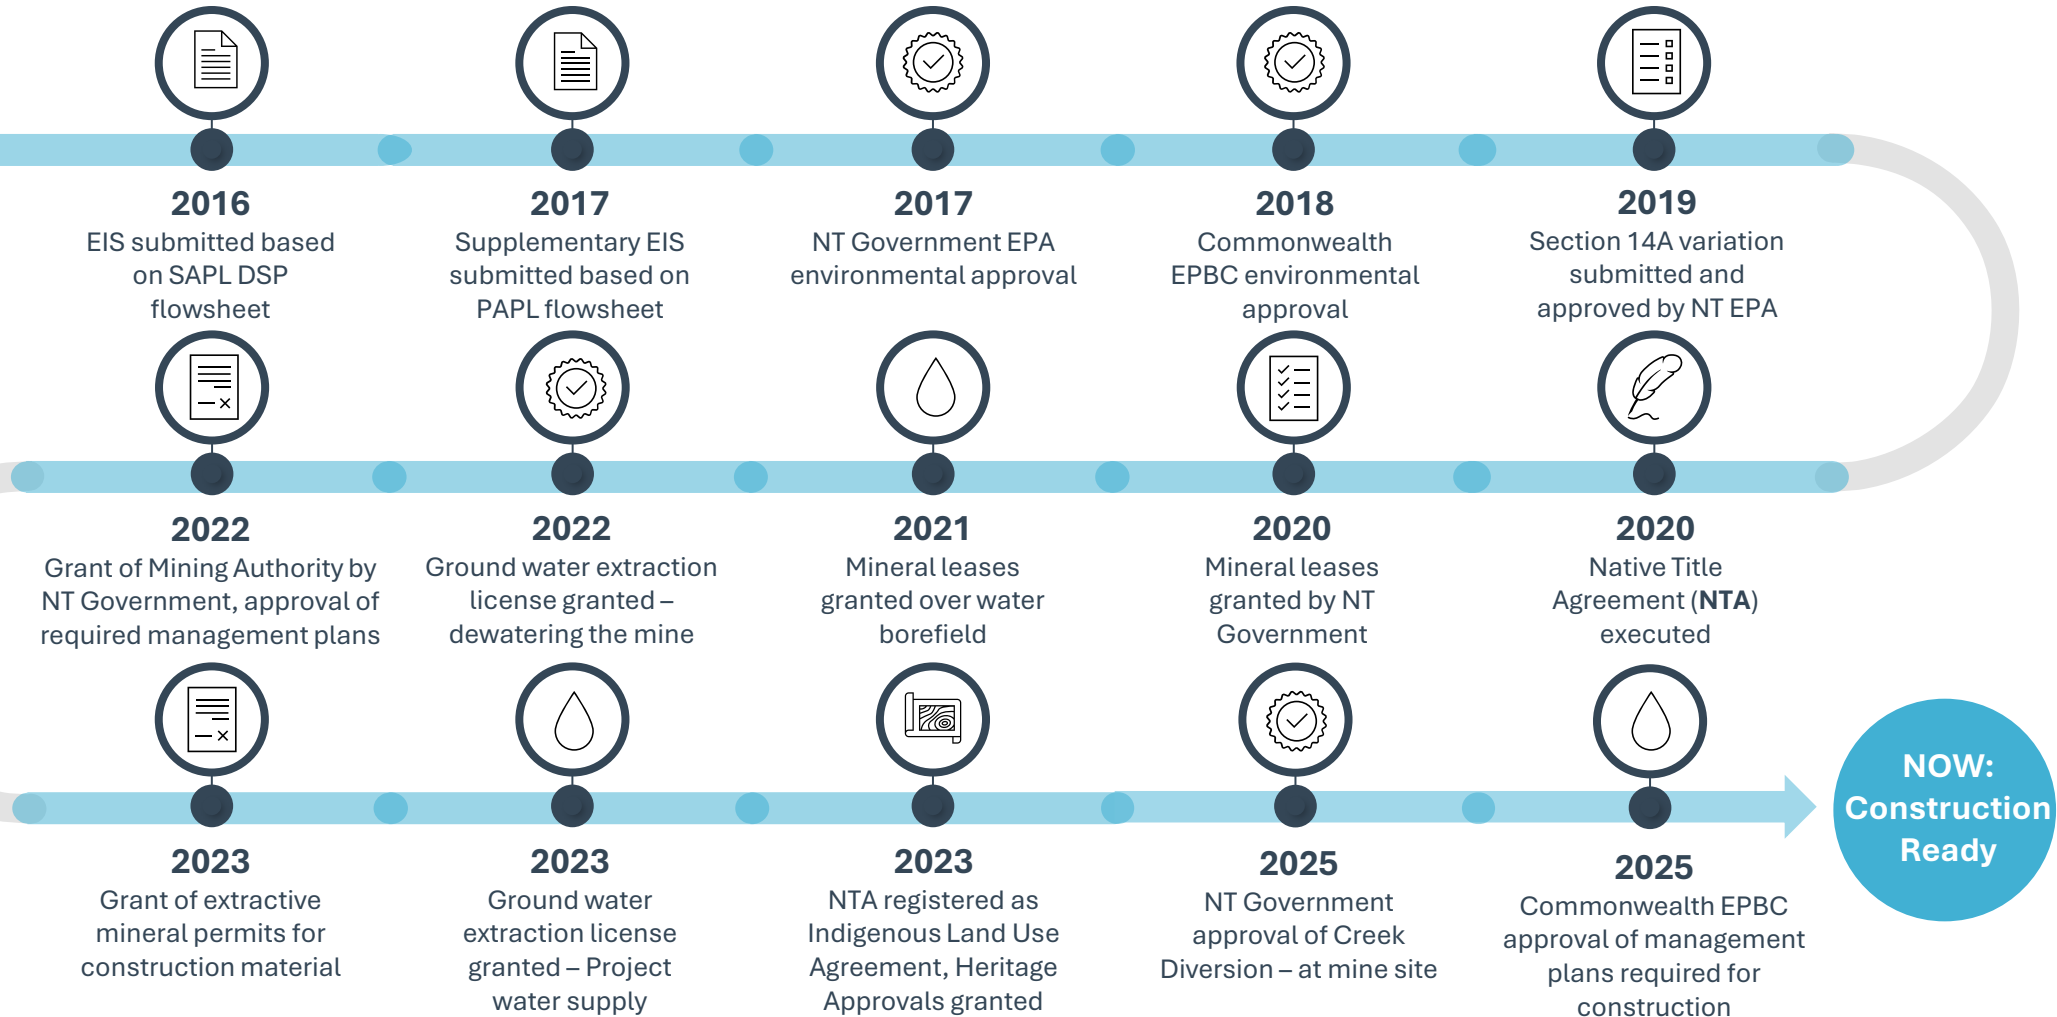 2016
EIS submitted based
on SAPL DSP
flowsheet
2017
Supplementary EIS
submitted based on
PAPL flowsheet
2017
NT Government EPA
environmental approval
2018
Commonwealth
EPBC environmental
approval
2019
Section 14A variation
submitted and
approved by NT EPA
2022
Grant of Mining Authority by
NT Government, approval of
required management plans
2022
Ground water extraction
license granted –
dewatering the mine
2021
Mineral leases
granted over water
borefield
2020
Mineral leases
granted by NT
Government
2020
Native Title
Agreement (NTA)
executed
2023
Grant of extractive
mineral permits for
construction material
2023
Ground water
extraction license
granted – Project
water supply
2023
NTA registered as
Indigenous Land Use
Agreement, Heritage
Approvals granted
2025
NT Government
approval of Creek
Diversion – at mine site
2025
Commonwealth EPBC
approval of management
plans required for
construction
NOW:
Construction
Ready